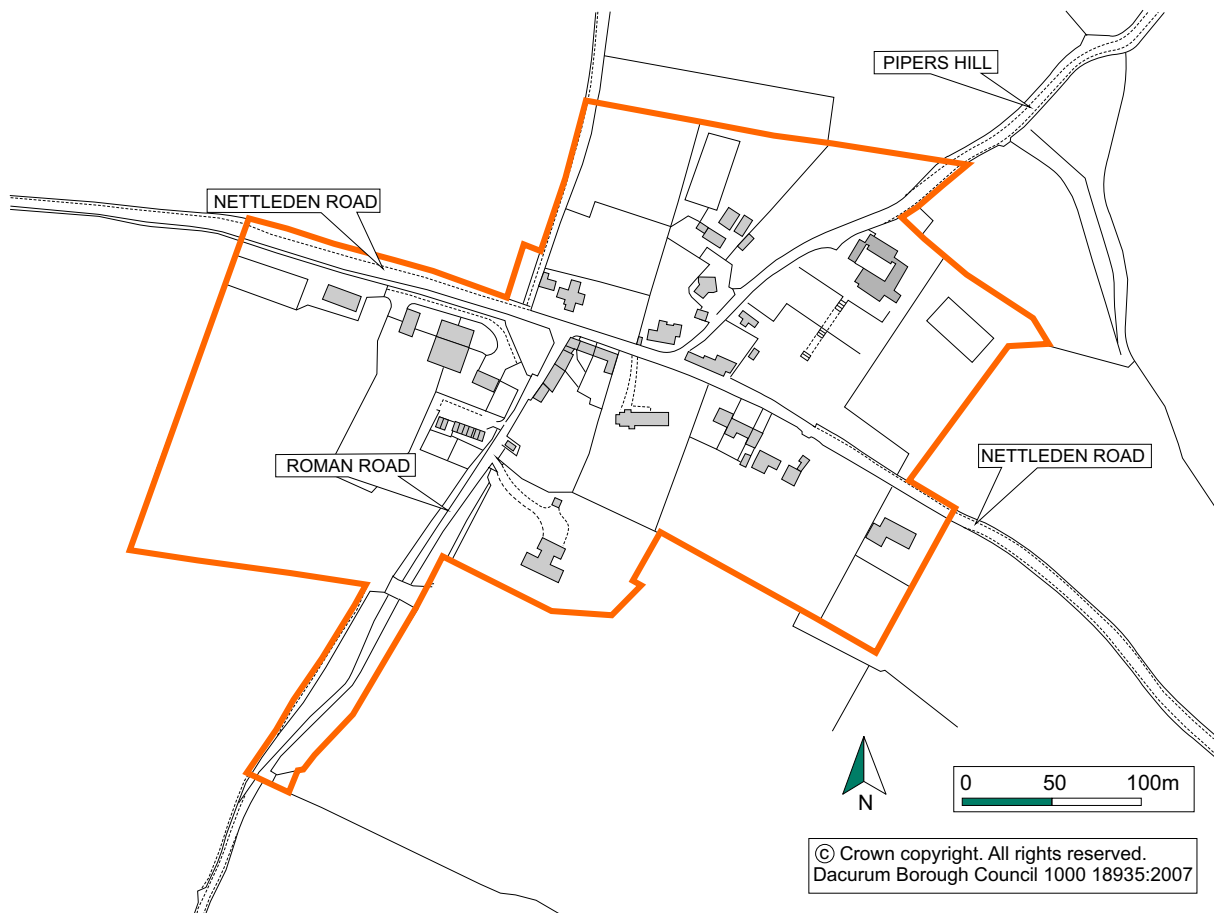 PIPERS HILL
NETTLEDEN ROAD
ROMAN ROAD
NETTLEDEN ROAD
0 50 100m
N
© Crown copyright. All rights reserved.
Dacurum Borough Council 1000 18935:2007